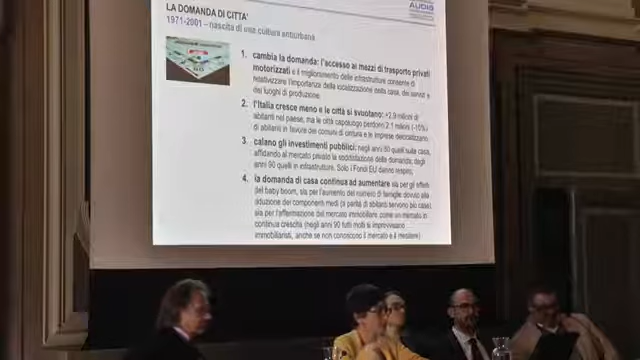 AUDIS
LA DOMANDA DI CITTA'
1971-2001 – nascita di una cultura antiurbana
1. cambia la domanda: l'accesso ai mezzi di trasporto privati
motorizzati e il miglioramento delle infrastrutture consente di
relativizzare l'importanza della localizzazione della casa, dei servizi e
dei luoghi di produzione.
2. l'Italia cresce meno e le città si svuotano: +2,9 milioni di
abitanti nel paese, ma le città capoluogo perdono 2,1 milioni (-10%)
di abitanti in favore dei comuni di cintura e le imprese delocalizzano.
3. calano gli investimenti pubblici: negli anni 80 quelli sulla casa,
affidando al mercato privato la soddisfazione della domanda; degli
anni 90 quelli in infrastrutture. Solo i Fondi EU danno respiro;
4. la domanda di casa continua ad aumentare sia per gli effetti
del baby boom, sia per l'aumento del numero di famiglie dovuto alla
riduzione dei componenti medi (a parità di abitanti servono più case),
sia per l'affermazione del mercato immobiliare come un mercato in
continua crescita (negli anni 90 tutti molti si improvvisano
immobiliaristi, anche se non conoscono il mercato e il mestiere)